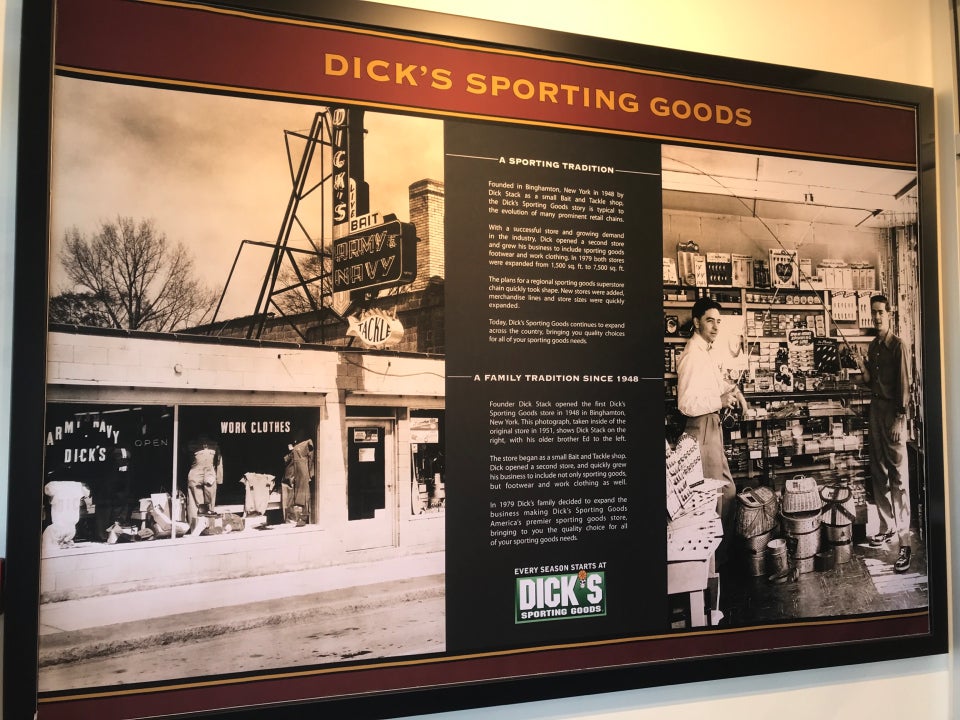 DICK'S SPORTING GOODS
DICK'S
LIVE
BAIT
ARMY &
NAVY
TACKLE
ARMY NAVY
DICK'S
OPEN
WORK CLOTHES
A SPORTING TRADITION
Founded in Binghamton, New York in 1948 by
Dick Stack as a small Bait and Tackle shop,
the Dick's Sporting Goods story is typical to
the evolution of many prominent retail chains.
With a successful store and growing demand
in the industry, Dick opened a second store
and grew his business to include sporting goods
footwear and work clothing. In 1979 both stores
were expanded from 1,500 sq. ft. to 7,500 sq. ft.
The plans for a regional sporting goods superstore
chain quickly took shape. New stores were added,
merchandise lines and store sizes were quickly
expanded.
Today, Dick's Sporting Goods continues to expand
across the country, bringing you quality choices
for all of your sporting goods needs.
A FAMILY TRADITION SINCE 1948
Founder Dick Stack opened the first Dick's
Sporting Goods store in 1948 in Binghamton,
New York. This photograph, taken inside of the
original store in 1951, shows Dick Stack on the
right, with his older brother Ed to the left.
The store began as a small Bait and Tackle shop.
Dick opened a second store, and quickly grew
his business to include not only sporting goods,
but footwear and work clothing as well.
In 1979 Dick's family decided to expand the
business making Dick's Sporting Goods
America's premier sporting goods store,
bringing to you the quality choice for all
of your sporting goods needs.
EVERY SEASON STARTS AT
DICK'S
SPORTING GOODS